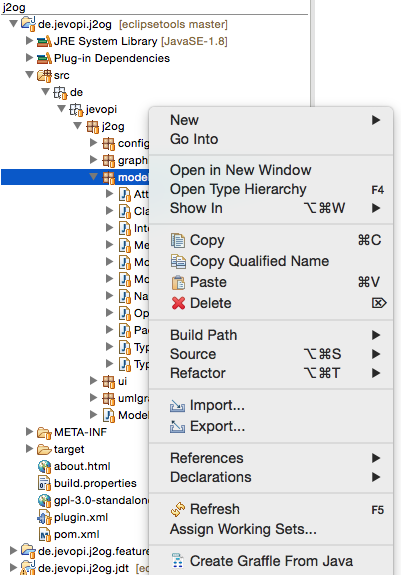 j2og
de.jevopi.j2og [eclipsetools master]
JRE System Library [JavaSE-1.8]
Plug-in Dependencies
src
de
jevopi
j2og
config
graphi
model
Att
Cla
Inte
Me
Mo
Mo
Na
Op
Pac
Typ
Typ
ui
umlgra
Model
META-INF
target
about.html
build.properties
gpl-3.0-standalon
plugin.xml
pom.xml
de.jevopi.j2og.feature
de.jevopi.j2og.jdt [ec
New
Go Into
Open in New Window
Open Type Hierarchy F4
Show In ⌥⌘W
Copy ⌘C
Copy Qualified Name
Paste ⌘V
Delete ⌦
Build Path
Source ⌥⌘S
Refactor ⌥⌘T
Import...
Export...
References
Declarations
Refresh F5
Assign Working Sets...
Create Graffle From Java